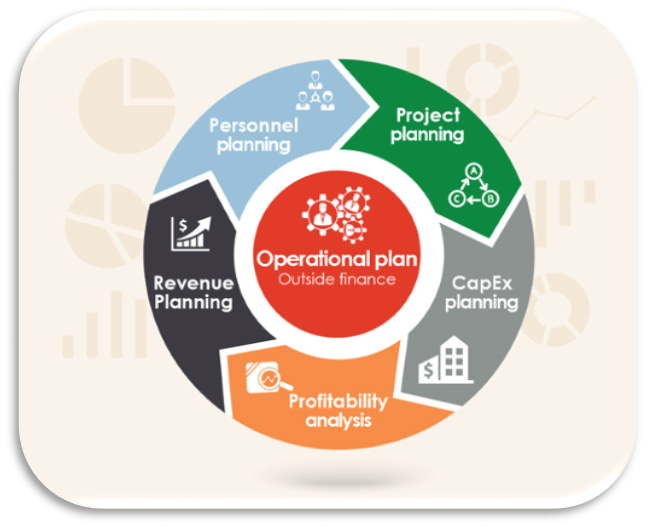 Personnel
planning
Project
planning
A
C
B
$
Revenue
Planning
Operational plan
Outside finance
CapEx
planning
$
Profitability
analysis